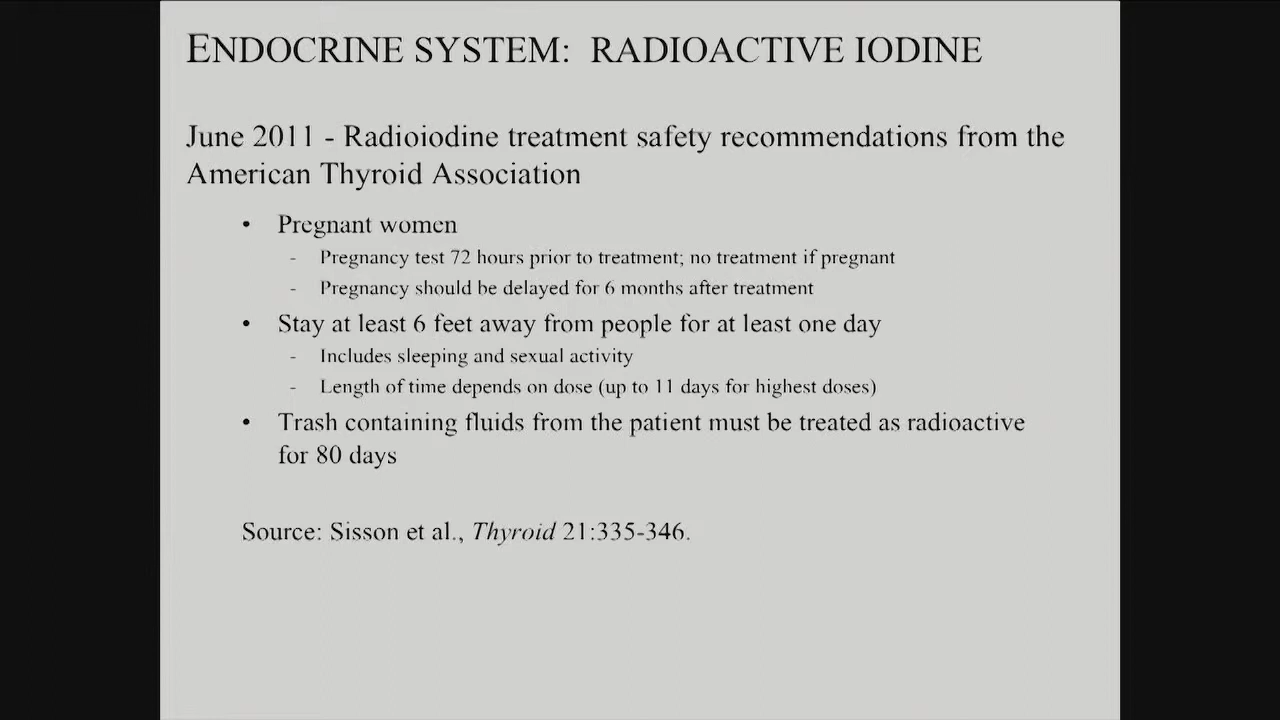 ENDOCRINE SYSTEM: RADIOACTIVE IODINE
June 2011 - Radioiodine treatment safety recommendations from the
American Thyroid Association
• Pregnant women
- Pregnancy test 72 hours prior to treatment; no treatment if pregnant
- Pregnancy should be delayed for 6 months after treatment
• Stay at least 6 feet away from people for at least one day
- Includes sleeping and sexual activity
- Length of time depends on dose (up to 11 days for highest doses)
• Trash containing fluids from the patient must be treated as radioactive
for 80 days
Source: Sisson et al., Thyroid 21:335-346.